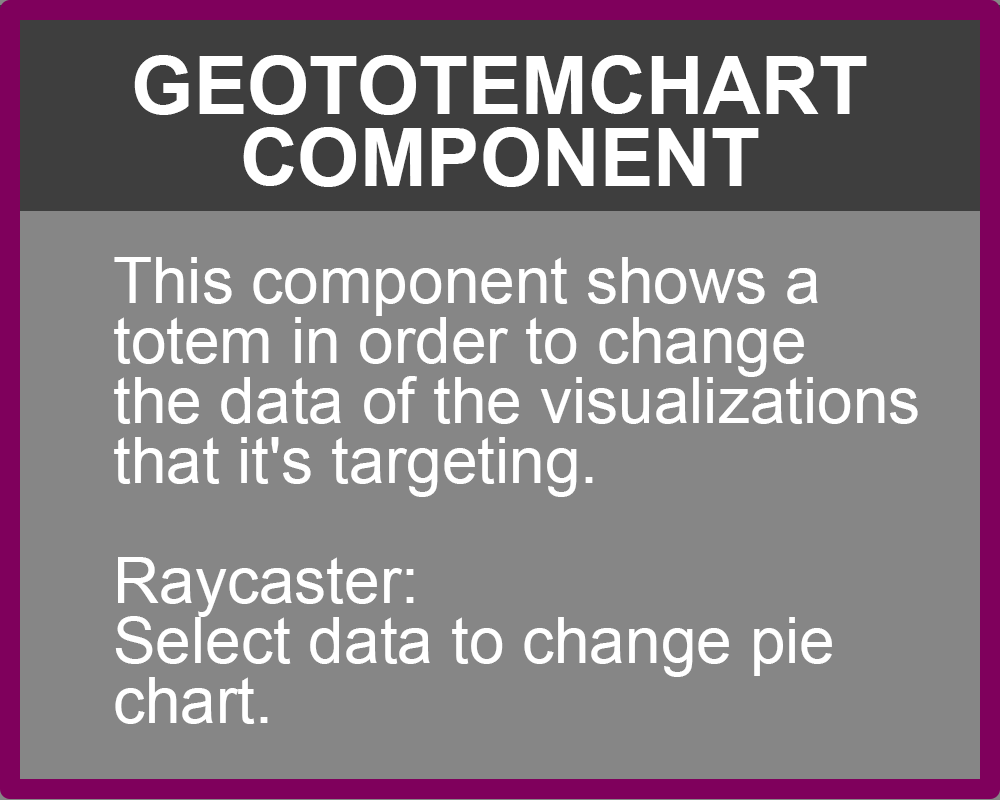 GEOTOTEMCHART
COMPONENT
This component shows a
totem in order to change
the data of the visualizations
that it's targeting.
Raycaster:
Select data to change pie
chart.